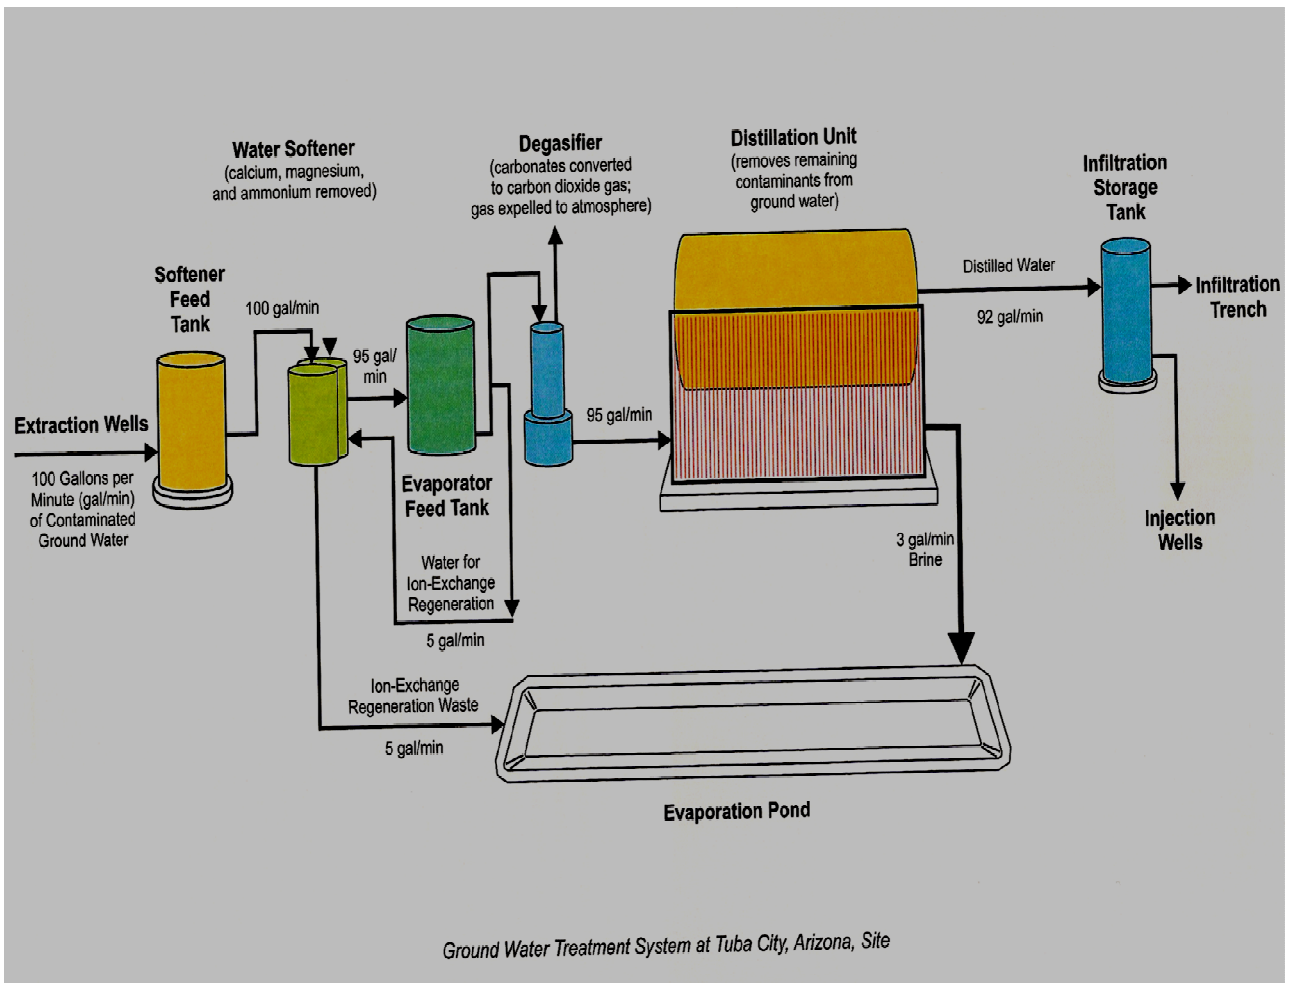 Water Softener
(calcium, magnesium,
and ammonium removed)
Degasifier
(carbonates converted
to carbon dioxide gas;
gas expelled to atmosphere)
Distillation Unit
(removes remaining
contaminants from
ground water)
Infiltration
Storage
Tank
Softener
Feed
Tank
100 gal/min
95 gal/
min
Distilled Water
92 gal/min
Infiltration
Trench
Extraction Wells
100 Gallons per
Minute (gal/min)
of Contaminated
Ground Water
95 gal/min
Evaporator
Feed Tank
Injection
Wells
3 gal/min
Brine
Water for
Ion-Exchange
Regeneration
5 gal/min
Ion-Exchange
Regeneration Waste
5 gal/min
Evaporation Pond
Ground Water Treatment System at Tuba City, Arizona, Site